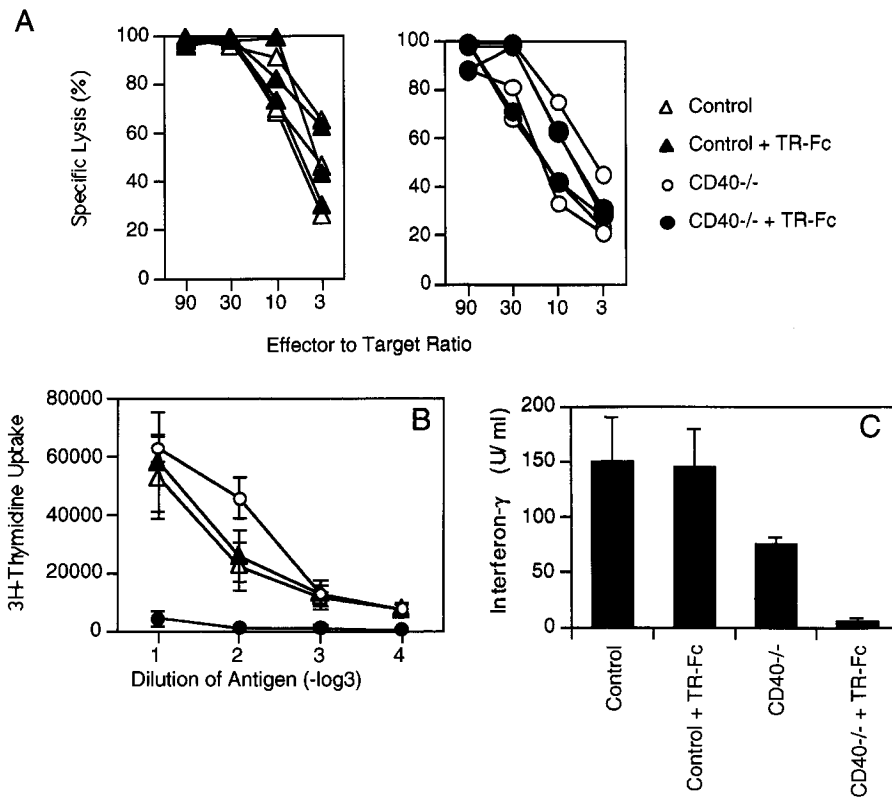 A
Specific Lysis (%)
100
80
60
40
20
0
90 30 10 3
100
80
60
40
20
0
90 30 10 3
Effector to Target Ratio
Control
Control + TR-Fc
CD40-/-
CD40-/- + TR-Fc
B
3H-Thymidine Uptake
80000
60000
40000
20000
0
1 2 3 4
Dilution of Antigen (-log3)
C
Interferon-γ (U/ml)
200
150
100
50
0
Control
Control + TR-Fc
CD40-/-
CD40-/- + TR-Fc